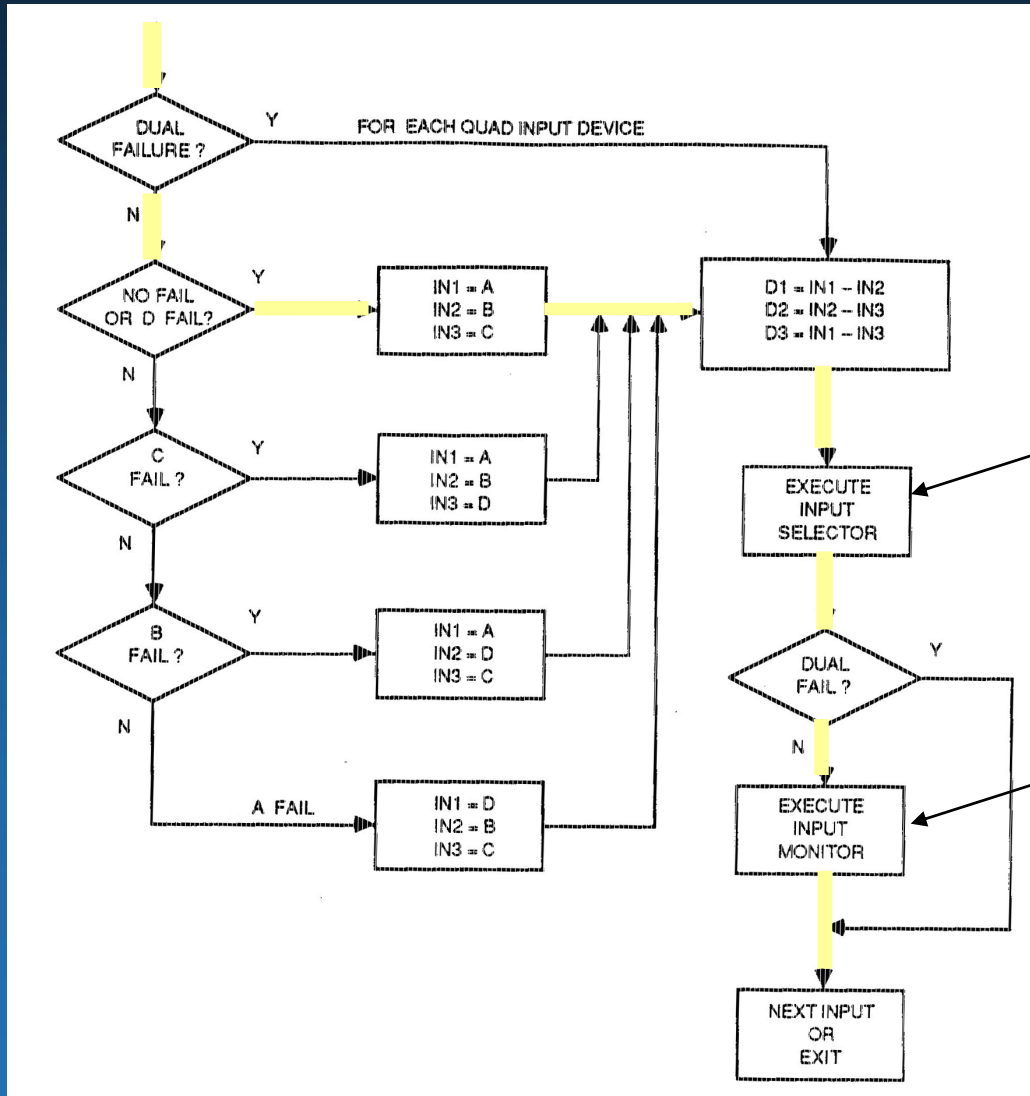 DUAL
FAILURE ?
Y
FOR EACH QUAD INPUT DEVICE
N
NO FAIL
OR D FAIL?
Y
IN1 = A
IN2 = B
IN3 = C
D1 = IN1 – IN2
D2 = IN2 – IN3
D3 = IN1 – IN3
N
C
FAIL ?
Y
IN1 = A
IN2 = B
IN3 = D
EXECUTE
INPUT
SELECTOR
N
B
FAIL ?
Y
IN1 = A
IN2 = D
IN3 = C
DUAL
FAIL ?
Y
N
N
A FAIL
IN1 = D
IN2 = B
IN3 = C
EXECUTE
INPUT
MONITOR
NEXT INPUT
OR
EXIT